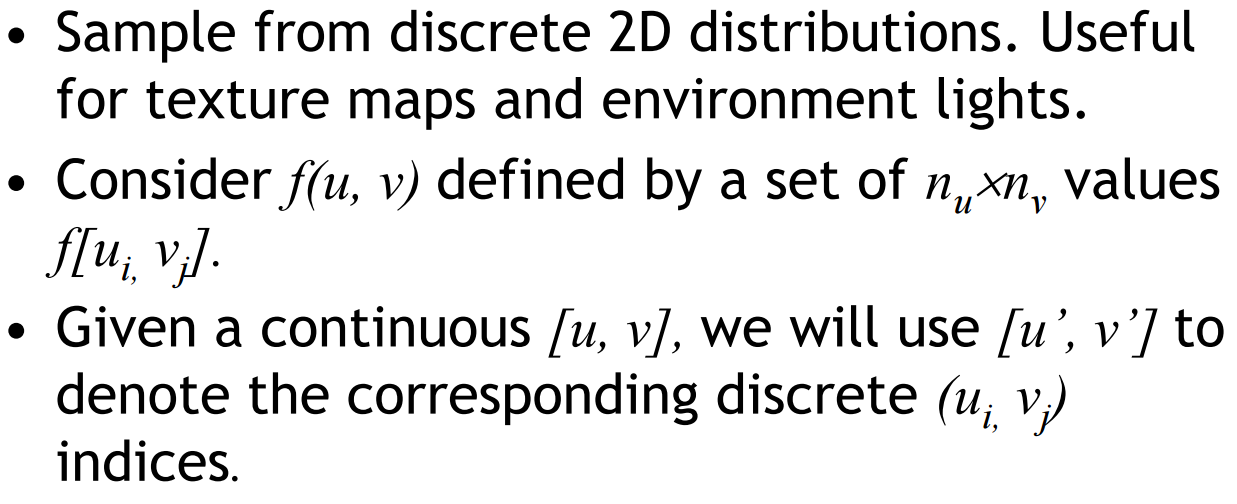 • Sample from discrete 2D distributions. Useful
for texture maps and environment lights.
• Consider f(u, v) defined by a set of nᵤ×nᵥ values
f[uᵢ, vⱼ].
• Given a continuous [u, v], we will use [u’, v’] to
denote the corresponding discrete (uᵢ, vⱼ)
indices.